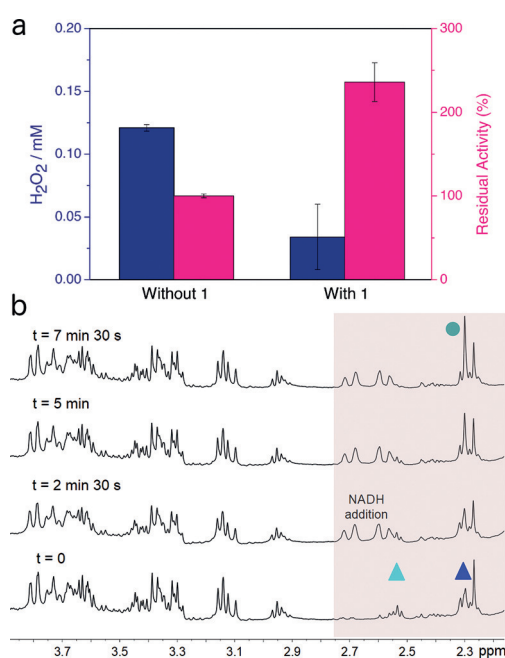 a
0.20
0.15
0.10
0.05
0.00
H₂O₂ / mM
300
200
100
0
Residual Activity (%)
Without 1
With 1
b
t = 7 min 30 s
t = 5 min
t = 2 min 30 s
NADH
addition
t = 0
3.7 3.5 3.3 3.1 2.9 2.7 2.5 2.3 ppm